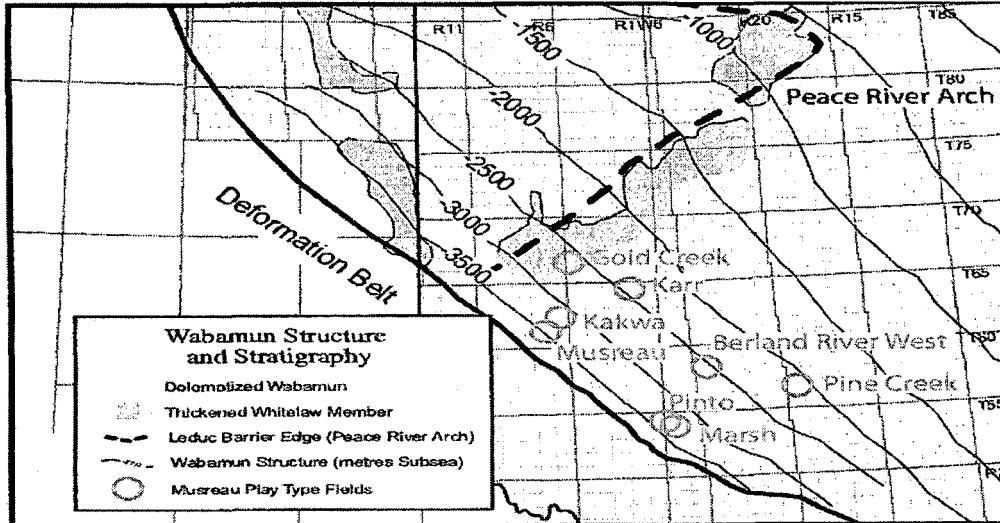 R11
R6
R1W6
R20
R15
T85
-1500
-1000
T80
Peace River Arch
-2000
T75
-2500
T70
Deformation Belt
-3000
-3500
Gold Creek
T65
Karr
Kakwa
Musreau
Berland River West
T60
Pine Creek
Pinto
T55
Marsh
Wabamun Structure
and Stratigraphy
Dolomatized Wabamun
Thickened Whitelaw Member
Leduc Barrier Edge (Peace River Arch)
Wabamun Structure (metres Subsea)
Musreau Play Type Fields